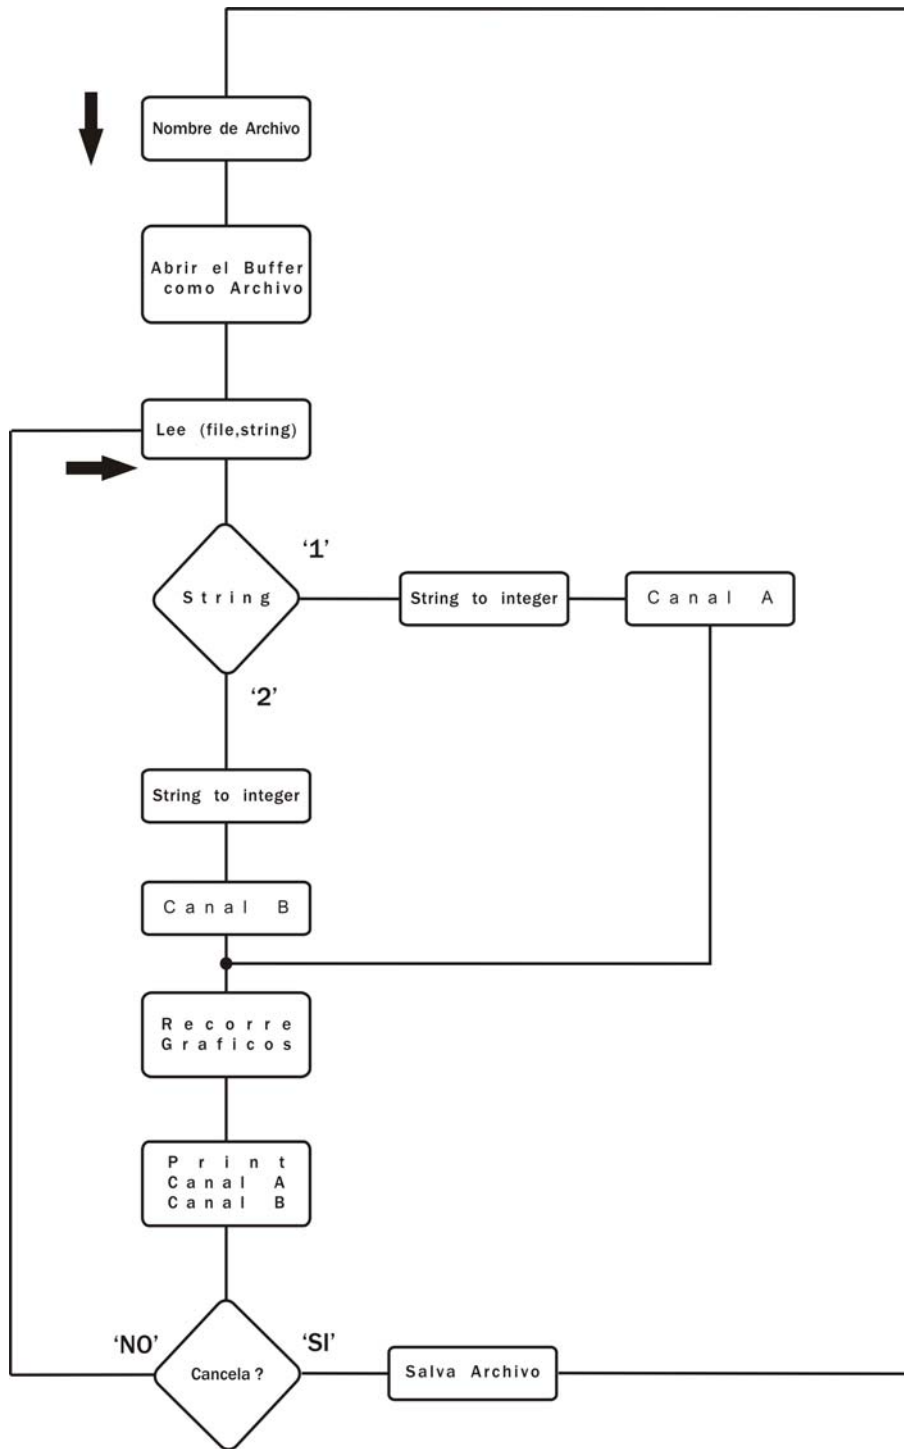 Nombre de Archivo
Abrir el Buffer
como Archivo
Lee (file,string)
String
‘1’
String to integer
Canal A
‘2’
String to integer
Canal B
Recorre
Graficos
Print
Canal A
Canal B
‘NO’
Cancela ?
‘SI’
Salva Archivo